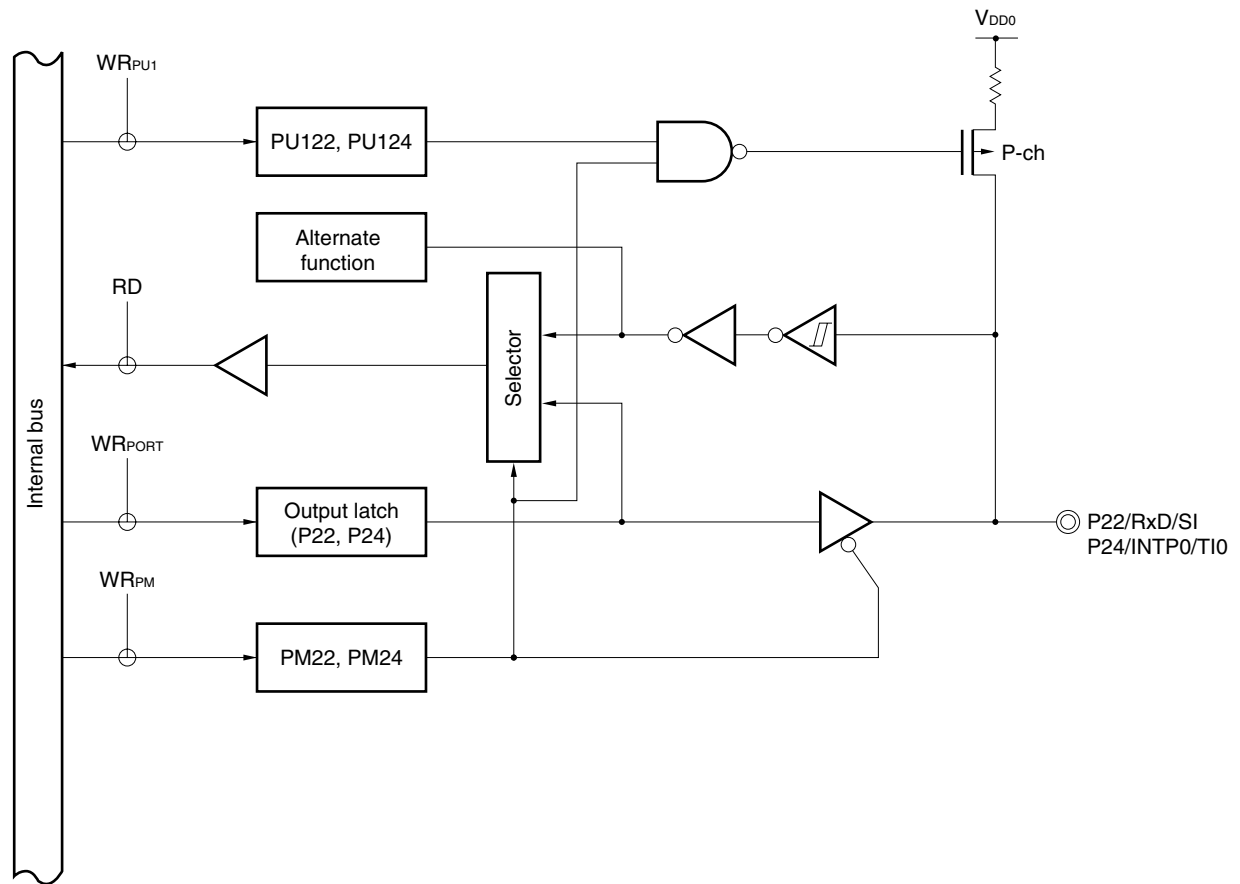 VDD0
WRPU1
PU122, PU124
P-ch
Alternate
function
RD
Selector
Internal bus
WRPORT
Output latch
(P22, P24)
P22/RxD/SI
P24/INTP0/TI0
WRPM
PM22, PM24